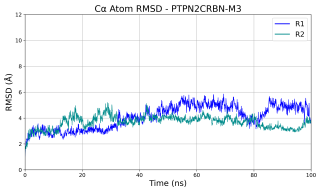 Cα Atom RMSD - PTPN2CRBN-M3
12
10
8
6
4
2
0
RMSD (Å)
R1
R2
0
20
40
60
80
100
Time (ns)